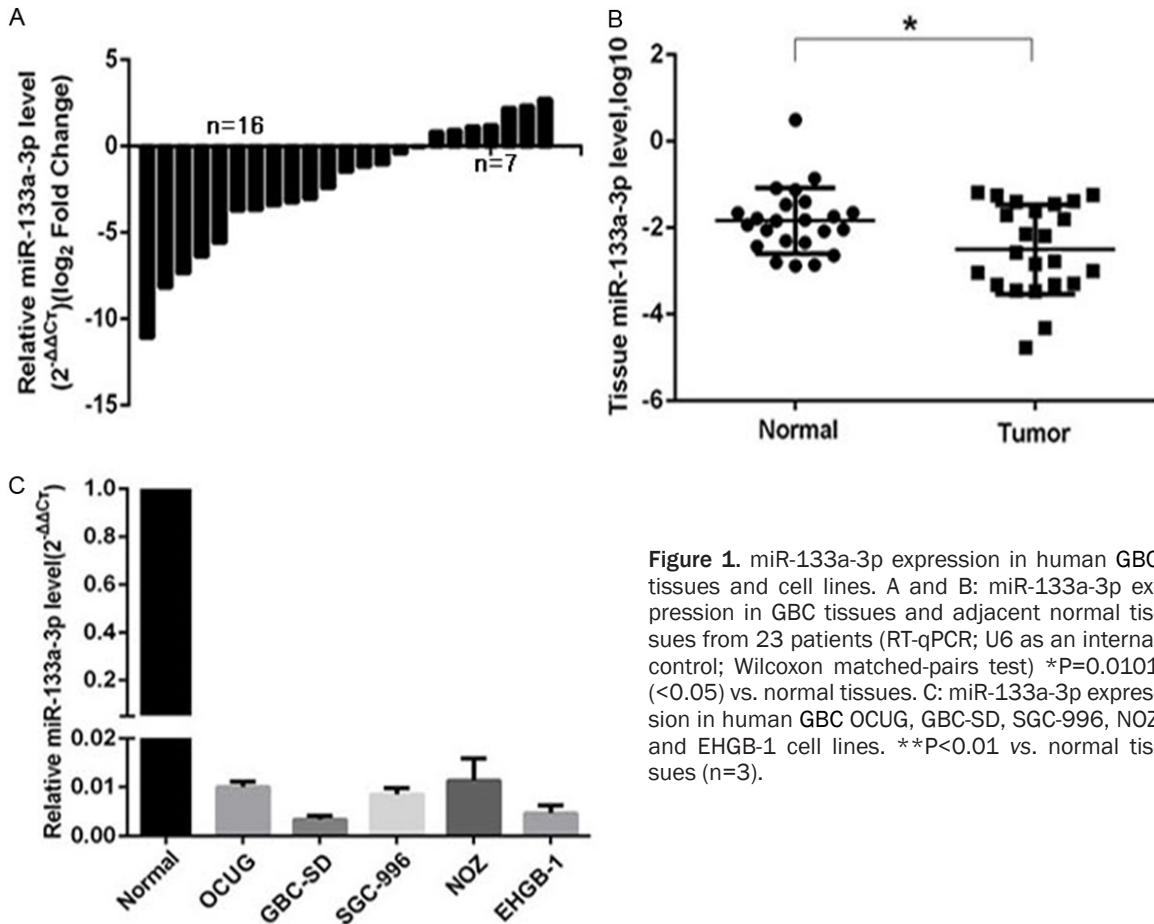 A
Relative miR-133a-3p level
(2-ΔΔCT)(log2 Fold Change)
5
0
-5
-10
-15
n=16
n=7
B
Tissue miR-133a-3p level,log10
2
0
-2
-4
-6
*
Normal
Tumor
C
Relative miR-133a-3p level(2-ΔΔCT)
1.0
0.8
0.6
0.4
0.2
0.02
0.01
0.00
Normal
OCUG
GBC-SD
SGC-996
NOZ
EHGB-1
Figure 1. miR-133a-3p expression in human GBC
tissues and cell lines. A and B: miR-133a-3p ex-
pression in GBC tissues and adjacent normal tis-
sues from 23 patients (RT-qPCR; U6 as an interna
control; Wilcoxon matched-pairs test) *P=0.0101
(<0.05) vs. normal tissues. C: miR-133a-3p expres-
sion in human GBC OCUG, GBC-SD, SGC-996, NOZ
and EHGB-1 cell lines. **P<0.01 vs. normal tis-
sues (n=3).